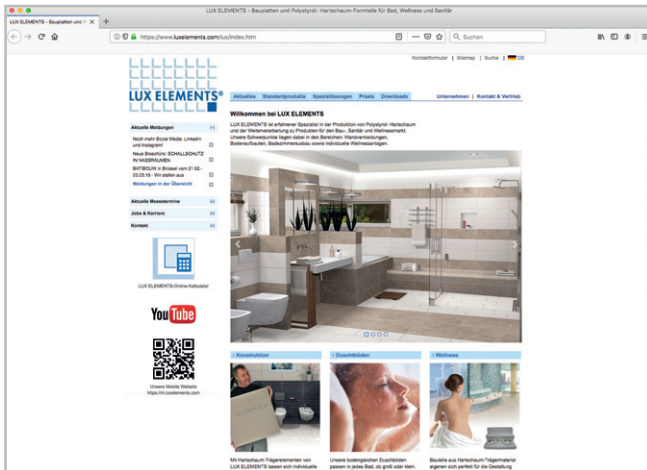 LUX ELEMENTS - Bauplatten und Polystyrol- Hartschaum-Formteile für Bad, Wellness und Sanitär
LUX ELEMENTS - Bauplatten und P
https://www.luxelements.com/lux/index.htm
Suchen
Kontaktformular | Sitemap | Suche | DE
LUX ELEMENTS®
Aktuelles Standardprodukte Speziallösungen Praxis Downloads
Unternehmen | Kontakt & Vertrieb
Willkommen bei LUX ELEMENTS
LUX ELEMENTS ist erfahrener Spezialist in der Produktion von Polystyrol- Hartschaum
und der Weiterverarbeitung zu Produkten für den Bau-, Sanitär und Wellnessmarkt.
Unsere Schwerpunkte liegen dabei in den Bereichen: Wandverkleidungen,
Bodenaufbauten, Badezimmerausbau sowie individuelle Wellnessanlagen.
Aktuelle Meldungen
Noch mehr Social Media: LinkedIn
und Instagram!
Neue Broschüre: SCHALLSCHUTZ
IN NASSRÄUMEN
BATIBOUW in Brüssel vom 21.02.-
03.03.19 - Wir stellen aus
Meldungen in der Übersicht
Aktuelle Messetermine
Jobs & Karriere
Kontakt
LUX ELEMENTS-Online-Kalkulator
YouTube
Unsere Mobile Website:
https://m.luxelements.com
Konstruktion
Mit Hartschaum-Trägerelementen von
LUX ELEMENTS lassen sich individuelle
Duschböden
Unsere bodengleichen Duschböden
passen in jedes Bad, ob groß oder klein.
Wellness
Bauteile aus Hartschaum-Trägermaterial
eignen sich perfekt für die Gestaltung